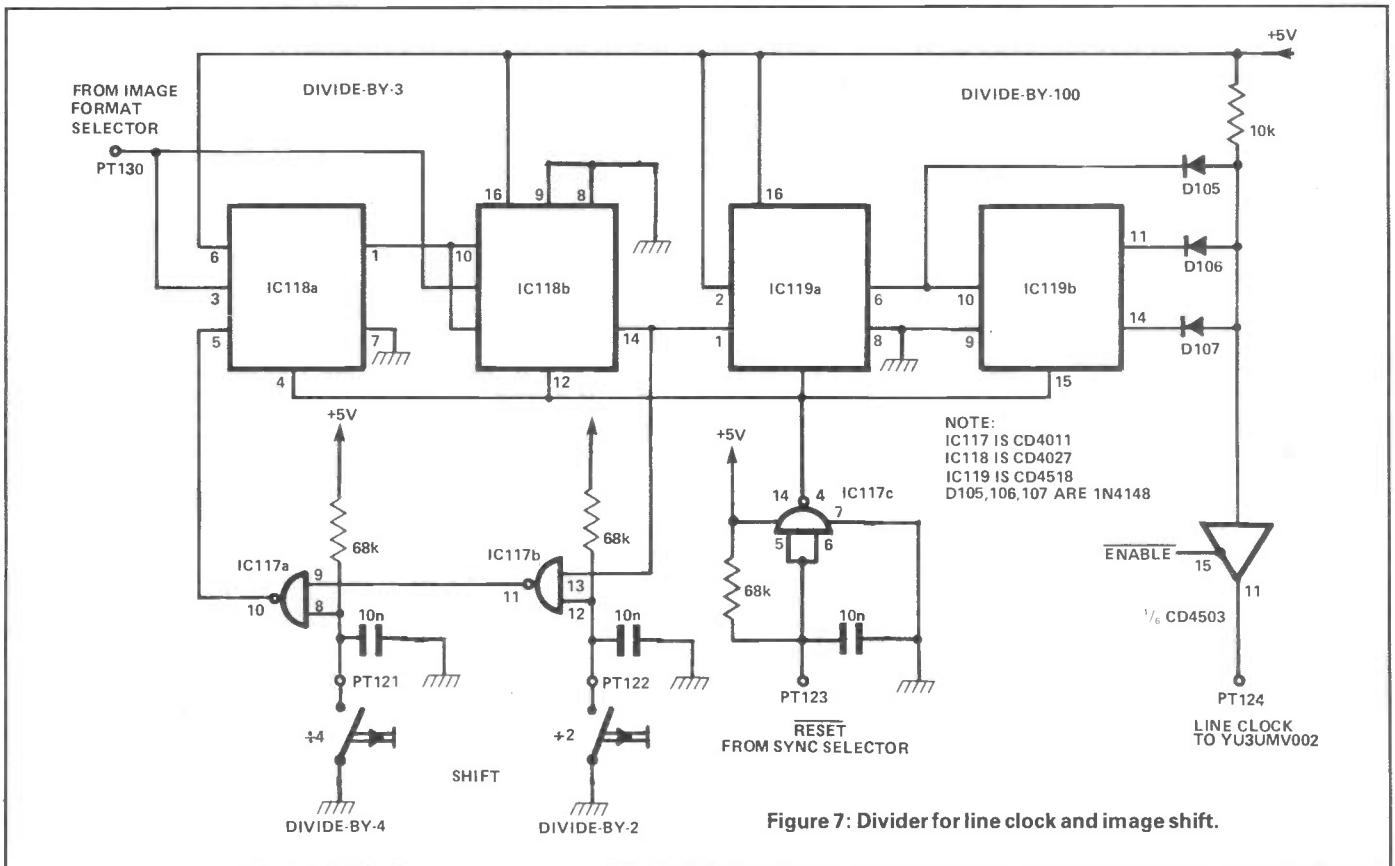 +5V
FROM IMAGE
FORMAT
SELECTOR
PT130
DIVIDE-BY-3
DIVIDE-BY-100
10k
D105
16
9
8
16
6
3
5
IC118a
1
7
4
10
IC118b
14
12
2
1
IC119a
6
8
10
9
IC119b
11
14
15
D106
D107
NOTE:
IC117 IS CD4011
IC118 IS CD4027
IC119 IS CD4518
D105,106,107 ARE 1N4148
+5V
68k
IC117a
10
9
8
10n
PT121
÷4
DIVIDE-BY-4
SHIFT
68k
IC117b
11
13
12
10n
PT122
÷2
DIVIDE-BY-2
+5V
14
4
IC117c
7
5
6
68k
10n
PT123
RESET
FROM SYNC SELECTOR
ENABLE
15
11
1/6 CD4503
PT124
LINE CLOCK
TO YU3UMV002
Figure 7: Divider for line clock and image shift.